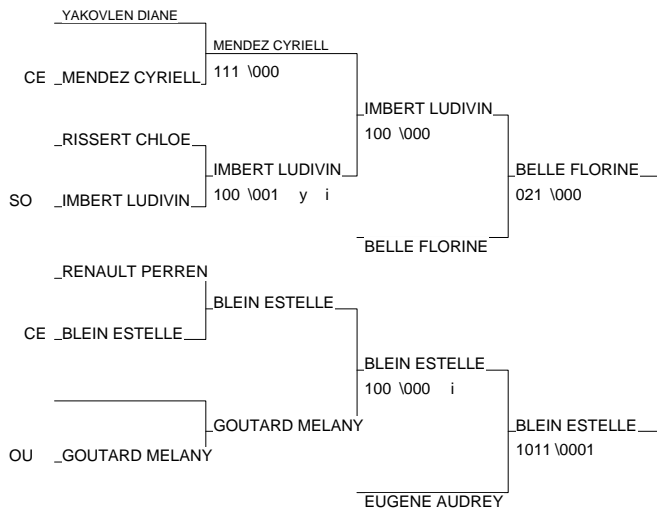 YAKOVLEN DIANE
MENDEZ CYRIELL
CE MENDEZ CYRIELL
111 \000
IMBERT LUDIVIN
100 \000
RISSERT CHLOE
IMBERT LUDIVIN
100 \001 y i
BELLE FLORINE
021 \000
SO IMBERT LUDIVIN
BELLE FLORINE
RENAULT PERREN
BLEIN ESTELLE
CE BLEIN ESTELLE
BLEIN ESTELLE
100 \000 i
GOUTARD MELANY
BLEIN ESTELLE
1011 \0001
OU GOUTARD MELANY
EUGENE AUDREY